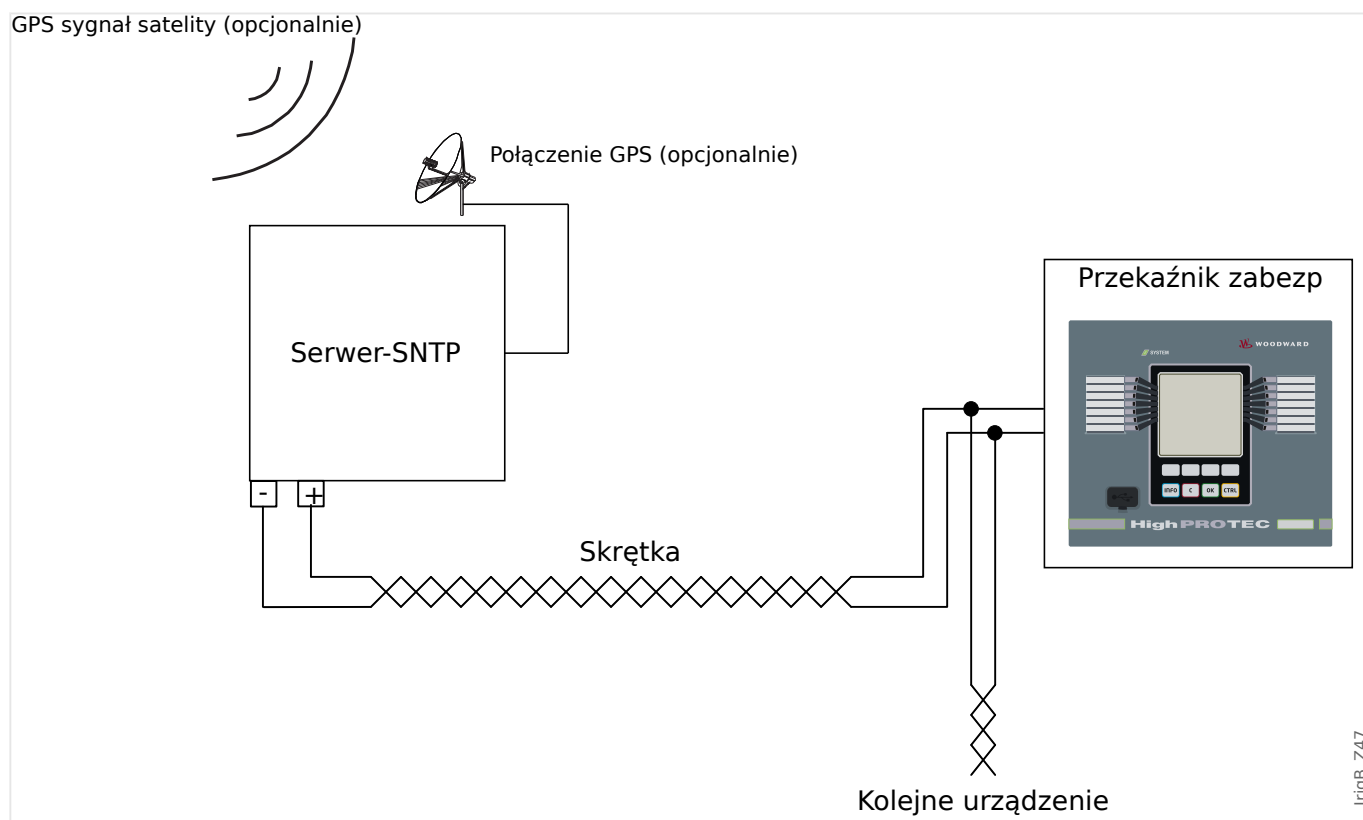 GPS sygnał satelity (opcjonalnie)
Połączenie GPS (opcjonalnie)
Serwer-SNTP
- +
Przekaźnik zabezp
SYSTEM
WOODWARD
INFO C OK CTRL
HighPROTEC
Skrętka
Kolejne urządzenie
IrigB_Z47